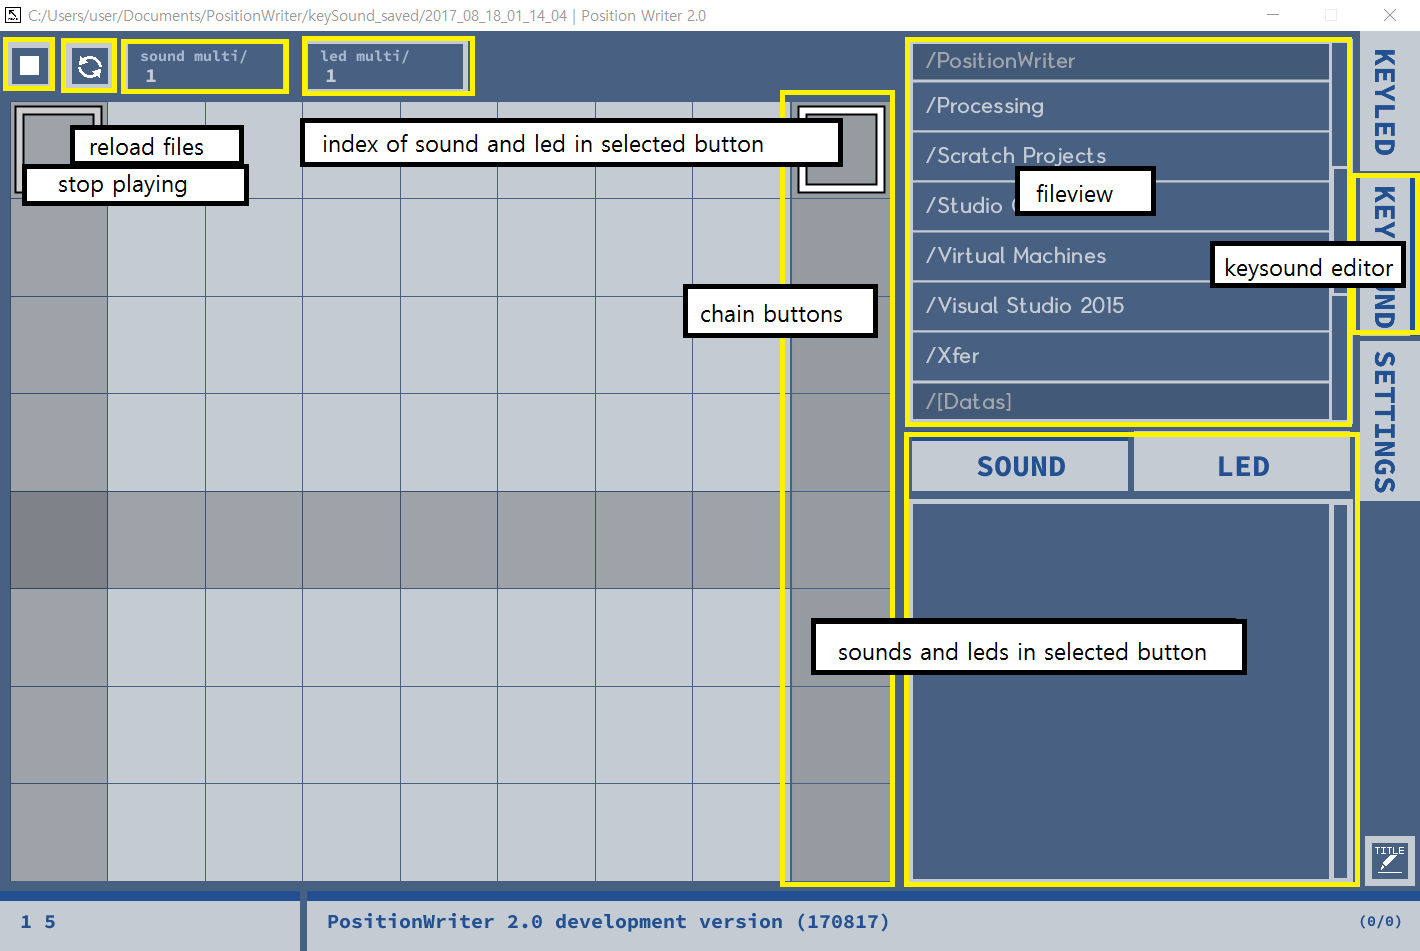 C:/Users/user/Documents/PositionWriter/keySound_saved/2017_08_18_01_14_04 | Position Writer 2.0
sound multi/
1
led multi/
1
reload files
stop playing
index of sound and led in selected button
chain buttons
/PositionWriter
/Processing
/Scratch Projects
/Studio
/Virtual Machines
/Visual Studio 2015
/Xfer
/[Datas]
fileview
keysound editor
KEYLED
SETTINGS
SOUND
LED
sounds and leds in selected button
TITLE
1 5
PositionWriter 2.0 development version (170817)
(0/0)